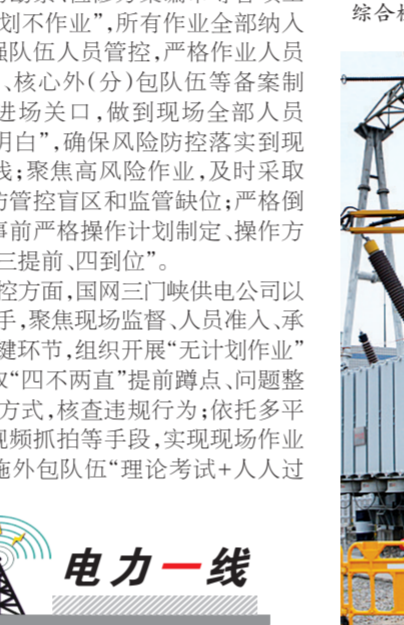 划不作业”，所有作业全部纳入
强队伍人员管控，严格作业人员
、核心外(分)包队伍等备案制
进场关口，做到现场全部人员
明白”，确保风险防控落实到现
线；聚焦高风险作业，及时采取
防管控盲区和监管缺位；严格倒
事前严格操作计划制定、操作方
三提前、四到位”。
控方面，国网三门峡供电公司以
手，聚焦现场监督、人员准入、承
键环节，组织开展“无计划作业”
取“四不两直”提前蹲点、问题整
方式，核查违规行为；依托多平
视频抓拍等手段，实现现场作业
施外包队伍“理论考试+人人过
综合
电力一线